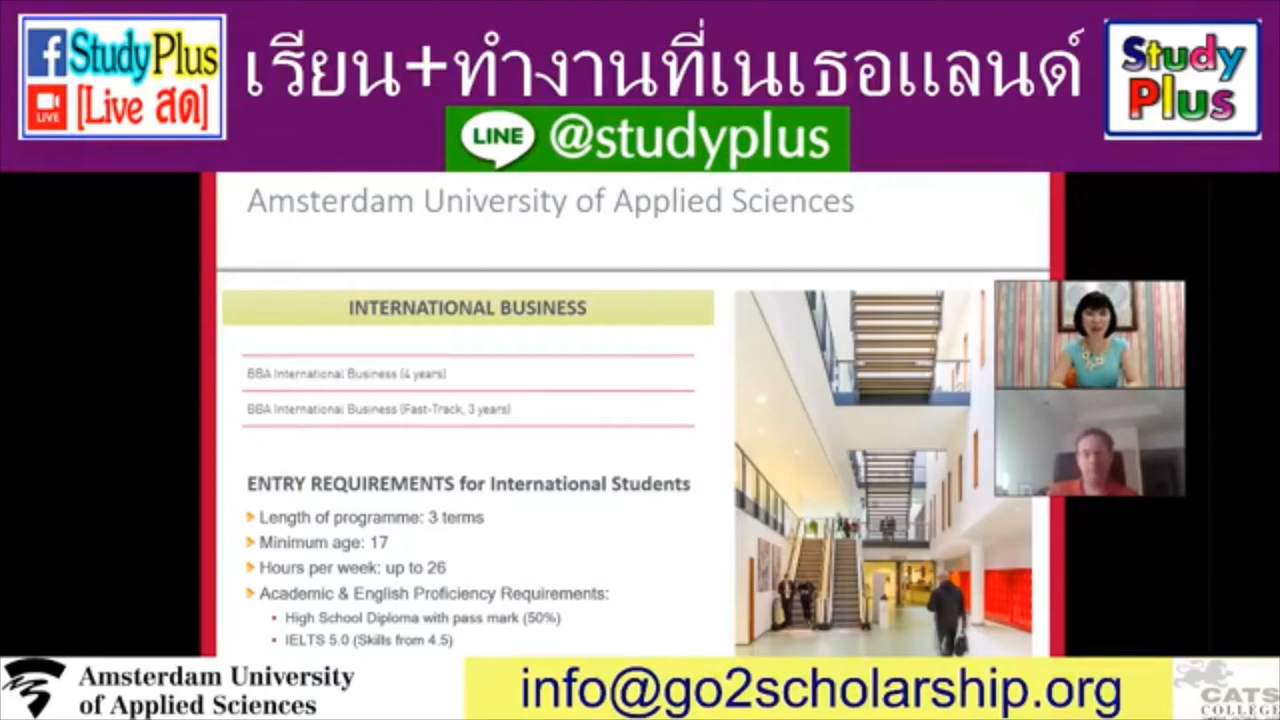 StudyPlus
LIVE [Live สด]
เรียน+ทำงานที่เนเธอแลนด์
LINE @studyplus
Study
Plus
Amsterdam University of Applied Sciences
INTERNATIONAL BUSINESS
BBA International Business (4 years)
BBA International Business (Fast-Track, 3 years)
ENTRY REQUIREMENTS for International Students
Length of programme: 3 terms
Minimum age: 17
Hours per week: up to 26
Academic & English Proficiency Requirements:
High School Diploma with pass mark (50%)
IELTS 5.0 (Skills from 4.5)
Amsterdam University
of Applied Sciences
info@go2scholarship.org
CATS
COLLEGE